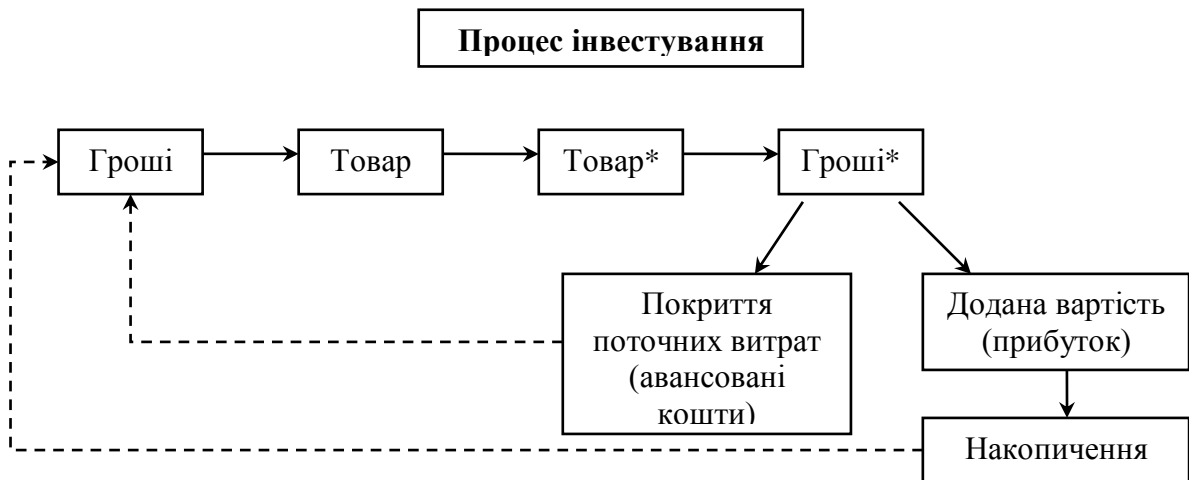 Процес інвестування
Гроші
Товар
Товар*
Гроші*
Покриття
поточних витрат
(авансовані
кошти)
Додана вартість
(прибуток)
Накопичення